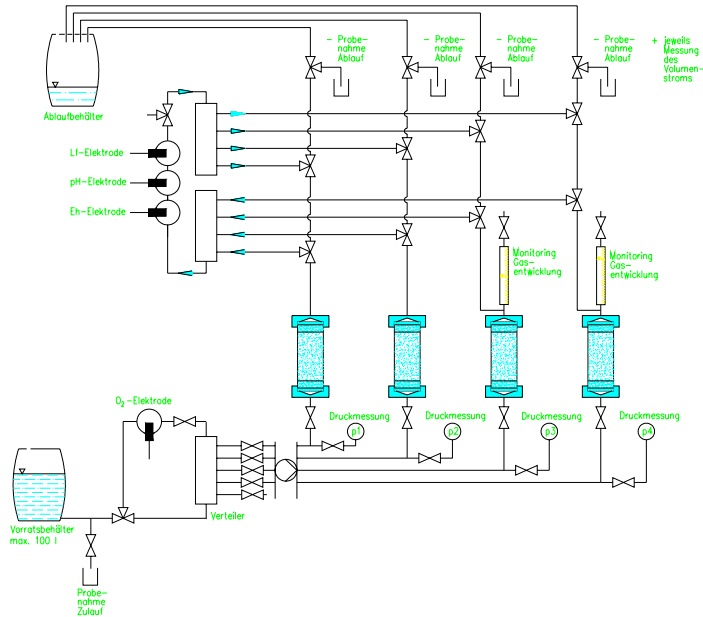 - Probe-
nahme
Ablauf
- Probe-
nahme
Ablauf
- Probe-
nahme
Ablauf
- Probe-
nahme
Ablauf
+ jeweils
Messung
des
Volumen-
stroms
Ablaufbehälter
Lf-Elektrode
pH-Elektrode
Eh-Elektrode
Monitoring
Gas-
entwicklung
Monitoring
Gas-
entwicklung
O₂-Elektrode
Druckmessung
p1
Druckmessung
p2
Druckmessung
p3
Druckmessung
p4
Verteiler
Vorratsbehälter
max. 100 l
Probe-
nahme
Zulauf